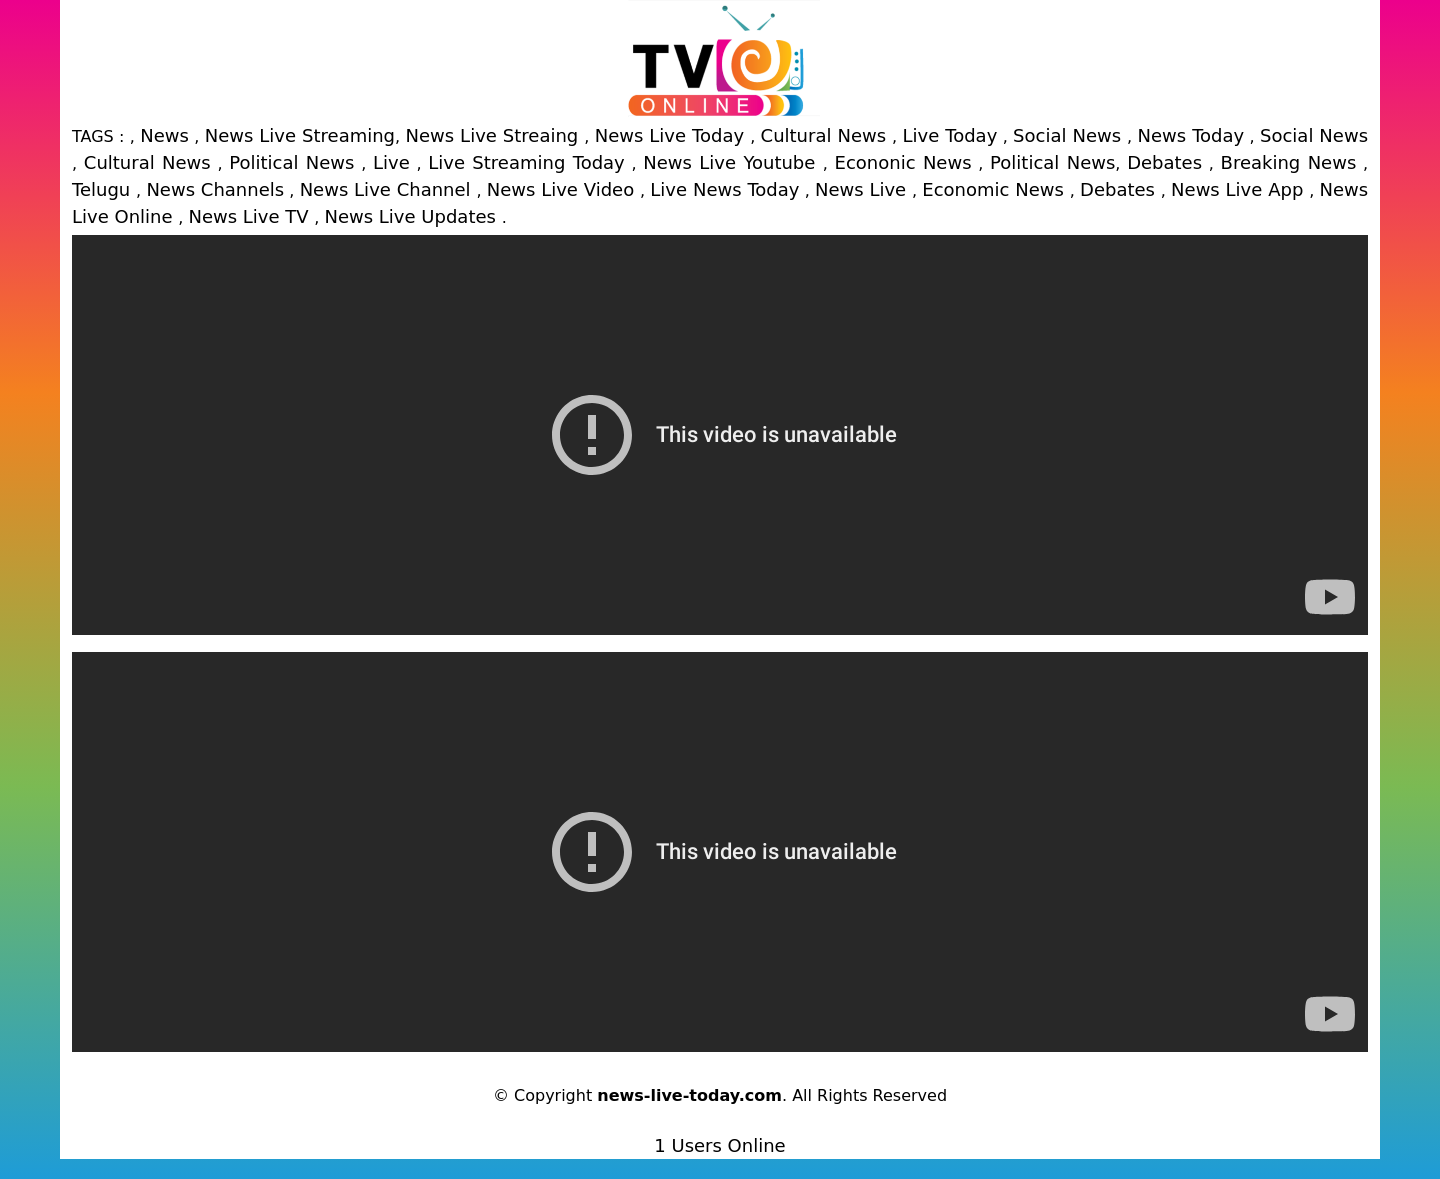 TV
ONLINE
TAGS : , News , News Live Streaming, News Live Streaing , News Live Today , Cultural News , Live Today , Social News , News Today , Social News
, Cultural News , Political News , Live , Live Streaming Today , News Live Youtube , Econonic News , Political News, Debates , Breaking News ,
Telugu , News Channels , News Live Channel , News Live Video , Live News Today , News Live , Economic News , Debates , News Live App , News
Live Online , News Live TV , News Live Updates .
This video is unavailable
This video is unavailable
© Copyright news-live-today.com. All Rights Reserved
1 Users Online